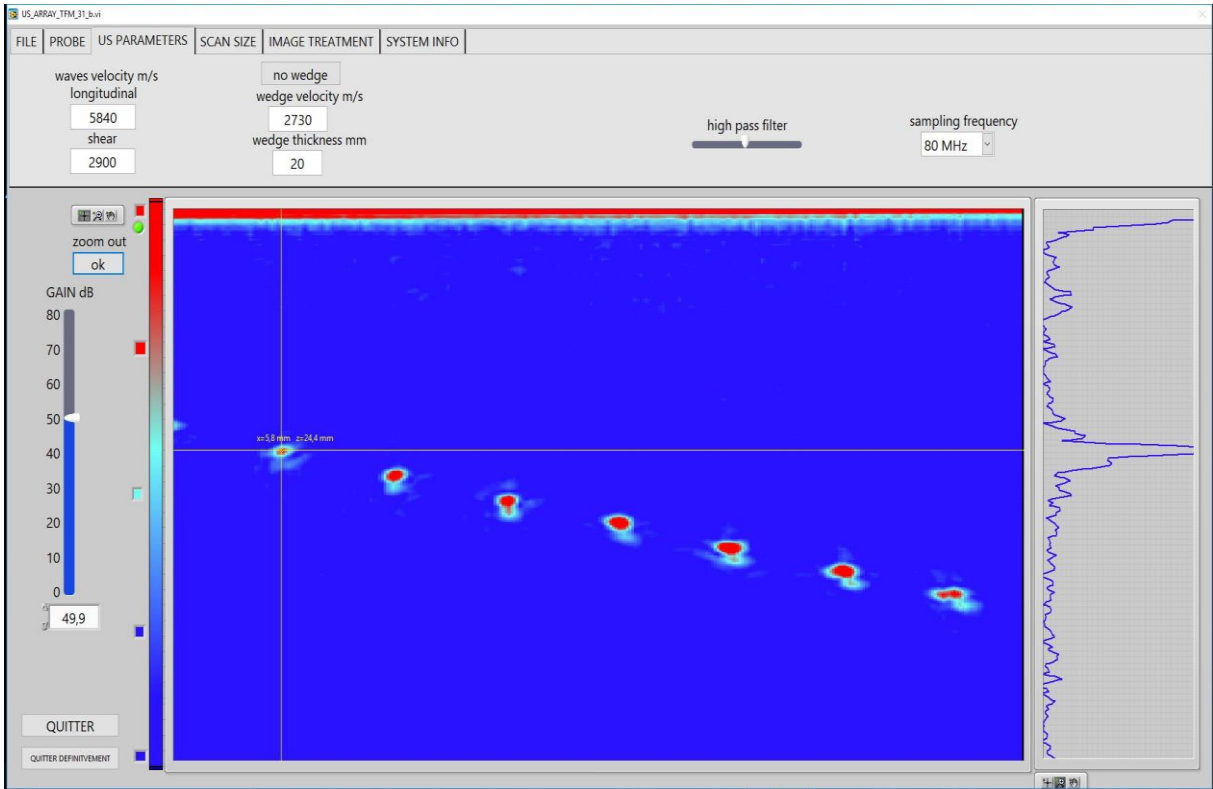 US_ARRAY_TFM_31_b.vi
FILE PROBE US PARAMETERS SCAN SIZE IMAGE TREATMENT SYSTEM INFO
waves velocity m/s
longitudinal
5840
shear
2900
no wedge
wedge velocity m/s
2730
wedge thickness mm
20
high pass filter
sampling frequency
80 MHz
zoom out
ok
GAIN dB
80
70
60
50
40
30
20
10
0
49,9
x=5,8 mm z=24,4 mm
QUITTER
QUITTER DEFINITVEMENT